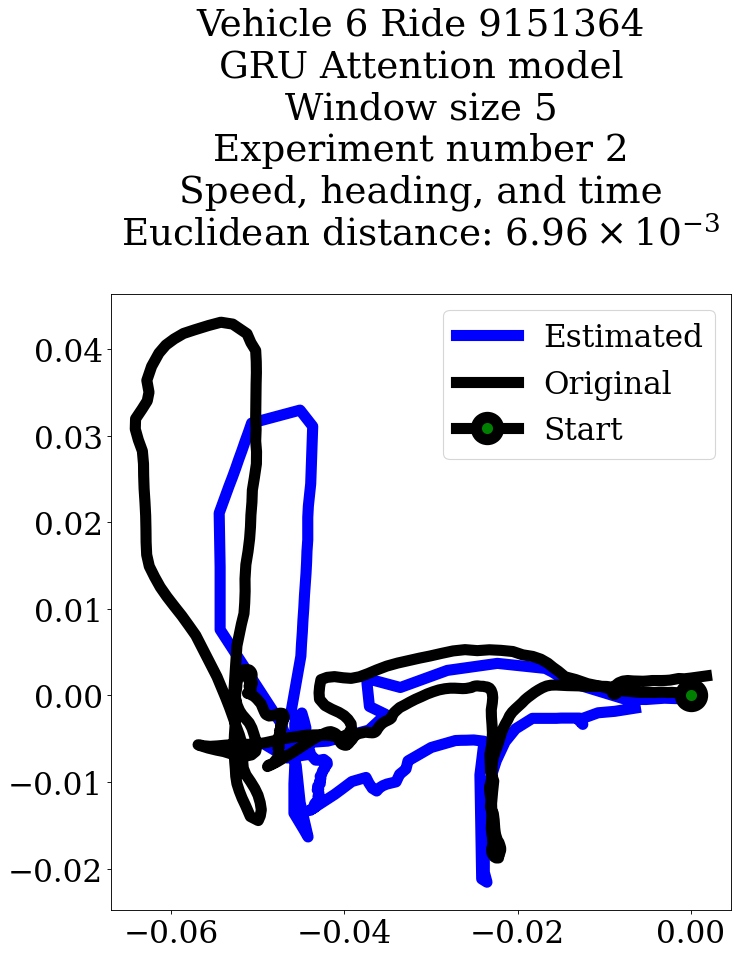 Vehicle 6 Ride 9151364
GRU Attention model
Window size 5
Experiment number 2
Speed, heading, and time
Euclidean distance: 6.96 × 10⁻³
Estimated
Original
Start
0.04
0.03
0.02
0.01
0.00
−0.01
−0.02
−0.06 −0.04 −0.02 0.00